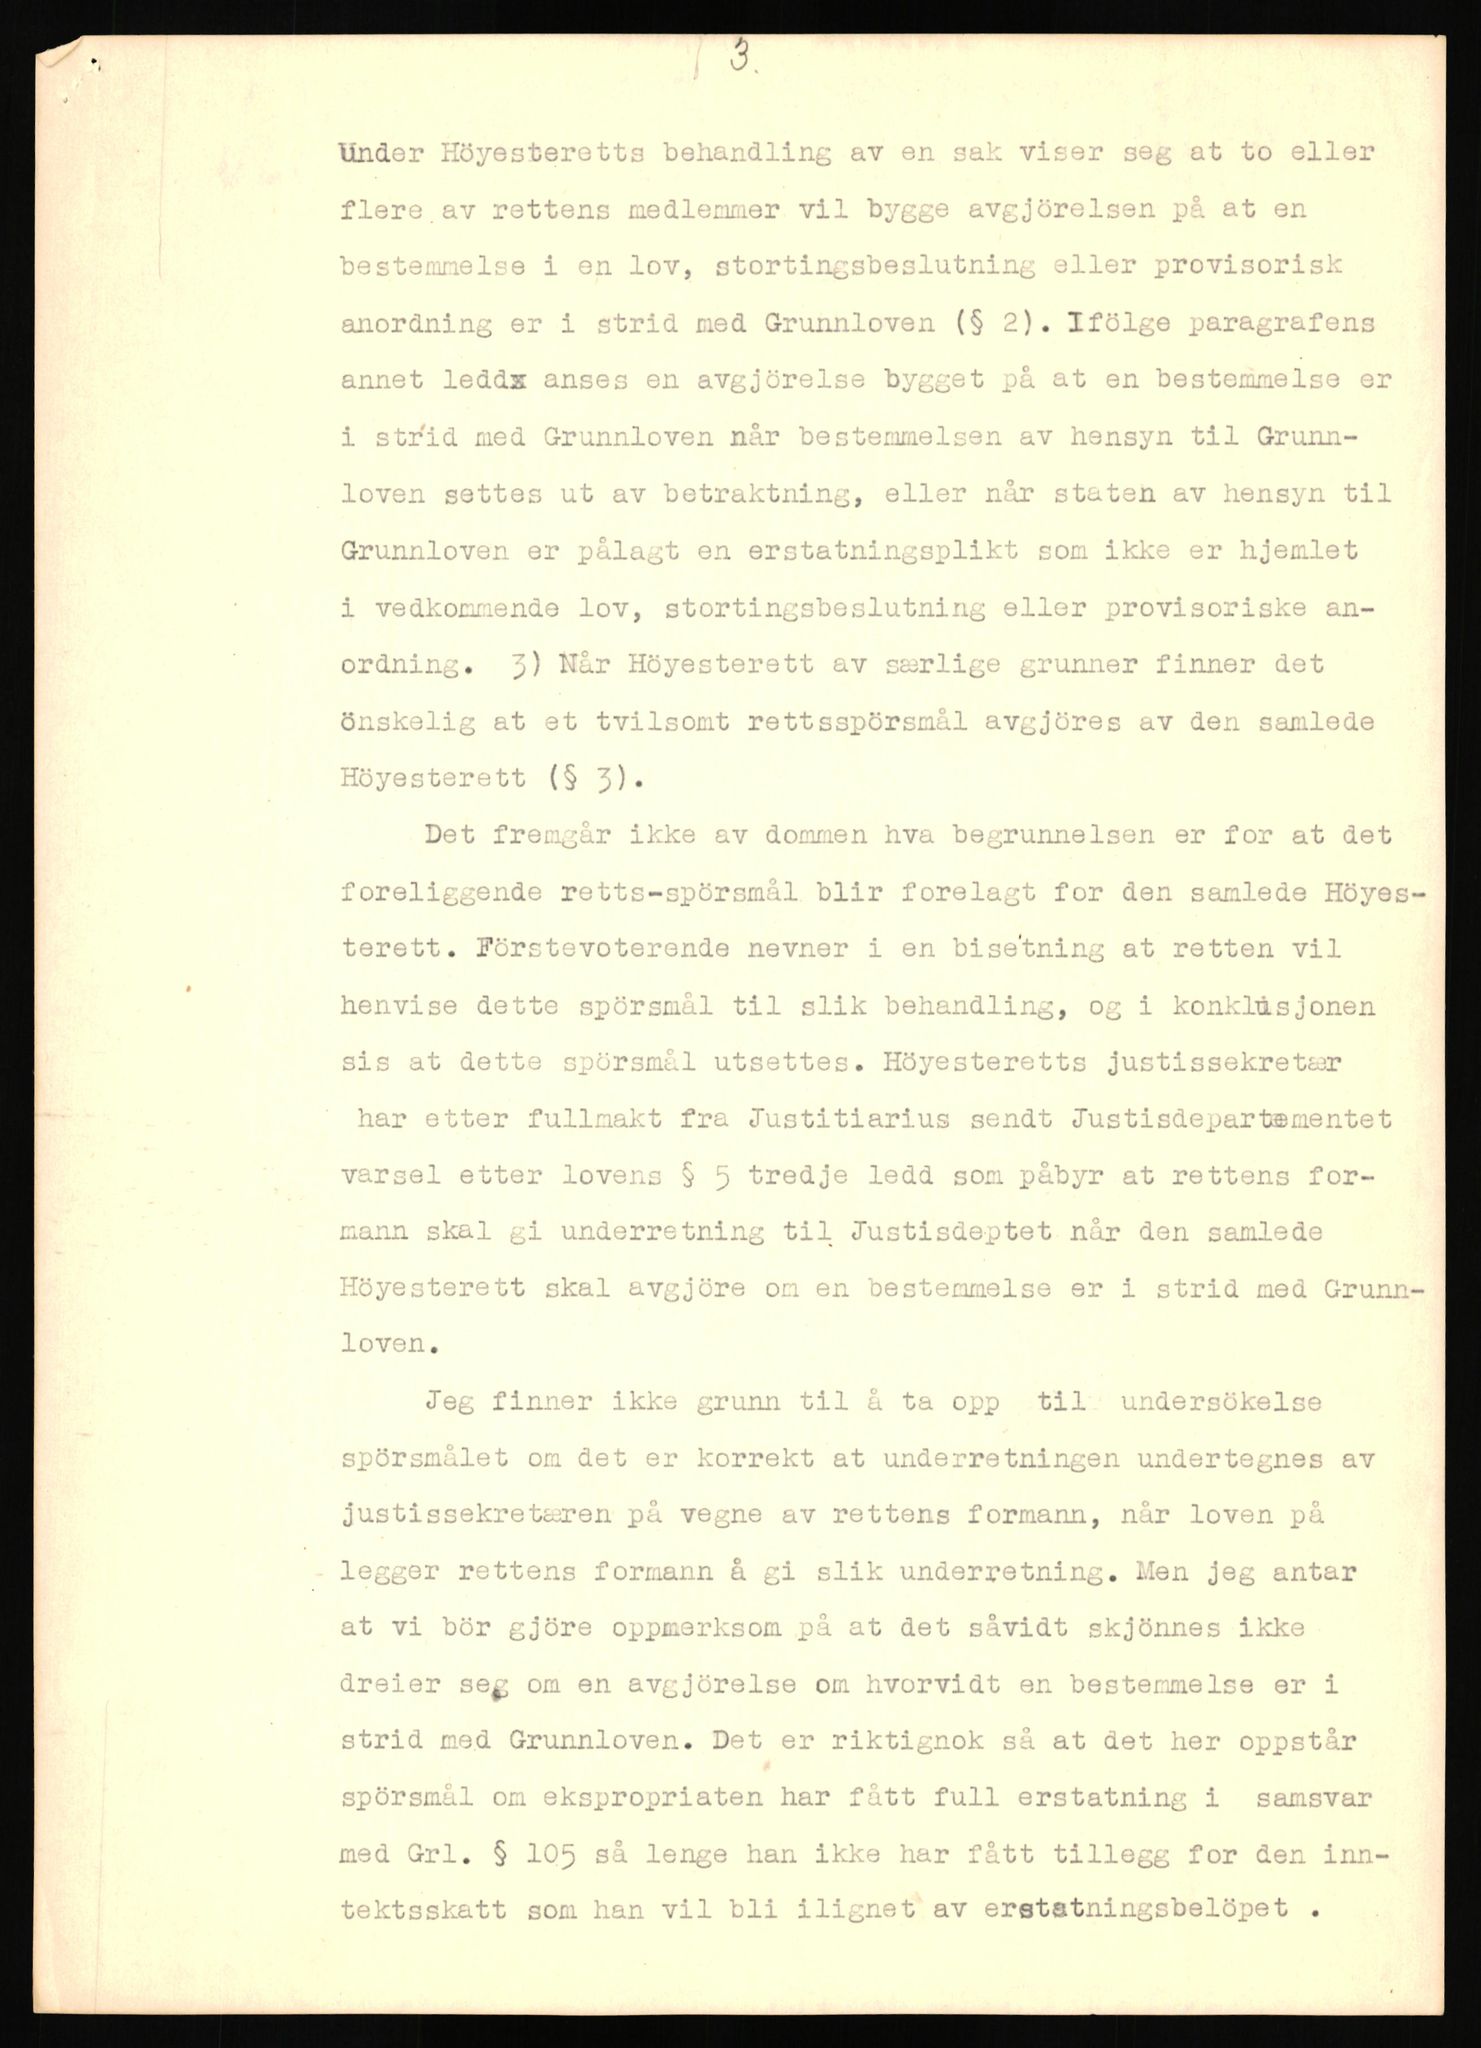 3.
Under Höyesteretts behandling av en sak viser seg at to eller
flere av rettens medlemmer vil bygge avgjörelsen på at en
bestemmelse i en lov, stortingsbeslutning eller provisorisk
anordning er i strid med Grunnloven (§ 2). Ifölge paragrafens
annet leddx anses en avgjörelse bygget på at en bestemmelse er
i strid med Grunnloven når bestemmelsen av hensyn til Grunn-
loven settes ut av betraktning, eller når staten av hensyn til
Grunnloven er pålagt en erstatningsplikt som ikke er hjemlet
i vedkommende lov, stortingsbeslutning eller provisoriske an-
ordning. 3) Når Höyesterett av særlige grunner finner det
önskelig at et tvilsomt rettsspörsmål avgjöres av den samlede
Höyesterett (§ 3).
Det fremgår ikke av dommen hva begrunnelsen er for at det
foreliggende retts-spörsmål blir forelagt for den samlede Höyes-
terett. Förstevoterende nevner i en bisetning at retten vil
henvise dette spörsmål til slik behandling, og i konklusjonen
sis at dette spörsmål utsettes. Höyesteretts justissekretær
har etter fullmakt fra Justitiarius sendt Justisdepartementet
varsel etter lovens § 5 tredje ledd som påbyr at rettens for-
mann skal gi underretning til Justisdeptet når den samlede
Höyesterett skal avgjöre om en bestemmelse er i strid med Grunn-
loven.
Jeg finner ikke grunn til å ta opp til undersökelse
spörsmålet om det er korrekt at underretningen undertegnes av
justissekretæren på vegne av rettens formann, når loven på
legger rettens formann å gi slik underretning. Men jeg antar
at vi bör gjöre oppmerksom på at det såvidt skjönnes ikke
dreier seg om en avgjörelse om hvorvidt en bestemmelse er i
strid med Grunnloven. Det er riktignok så at det her oppstår
spörsmål om ekspropriaten har fått full erstatning i samsvar
med Grl. § 105 så lenge han ikke har fått tillegg for den inn-
tektsskatt som han vil bli ilignet av erstatningsbelöpet .